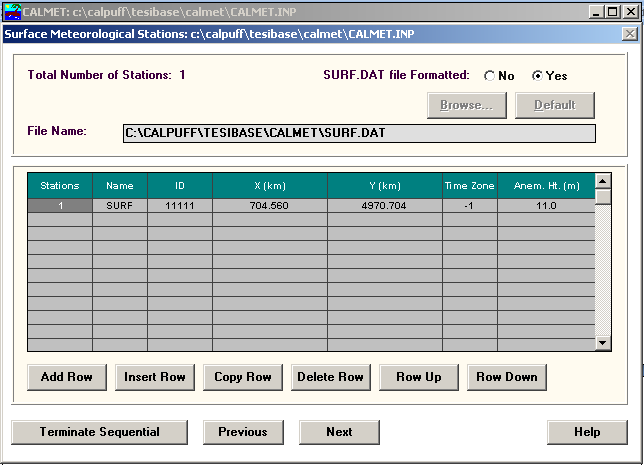 CALMET: c:\calpuff\tesibase\calmet\CALMET.INP
Surface Meteorological Stations: c:\calpuff\tesibase\calmet\CALMET.INP
Total Number of Stations: 1 SURF.DAT file Formatted: No Yes
Browse... Default
File Name: C:\CALPUFF\TESIBASE\CALMET\SURF.DAT
Stations Name ID X (km) Y (km) Time Zone Anem. Ht. (m)
1 SURF 11111 704.560 4970.704 -1 11.0
Add Row Insert Row Copy Row Delete Row Row Up Row Down
Terminate Sequential Previous Next Help